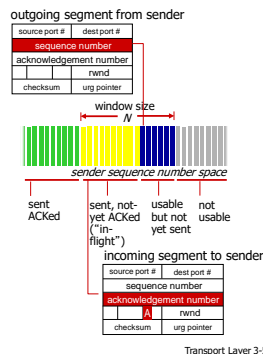 outgoing segment from sender
source port # dest port #
sequence number
acknowledgement number
rwnd
checksum urg pointer
window size
N
sender sequence number space
sent
ACKed
sent, not-
yet ACKed
("in-
flight")
usable
but not
yet sent
not
usable
incoming segment to sender
source port # dest port #
sequence number
acknowledgement number
A rwnd
checksum urg pointer
Transport Layer 3-